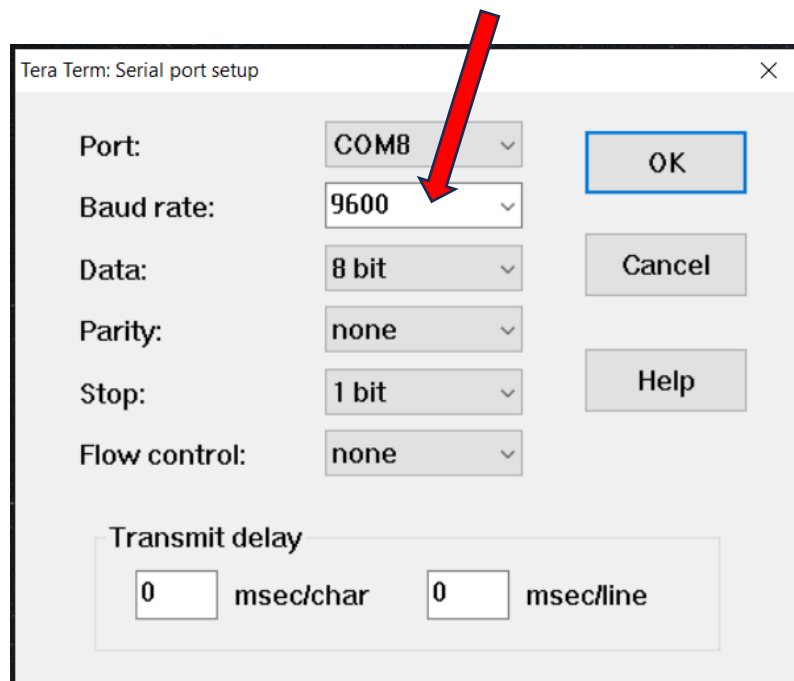 Tera Term: Serial port setup
Port: COM8
OK
Baud rate: 9600
Data: 8 bit
Cancel
Parity: none
Stop: 1 bit
Help
Flow control: none
Transmit delay
0 msec/char 0 msec/line